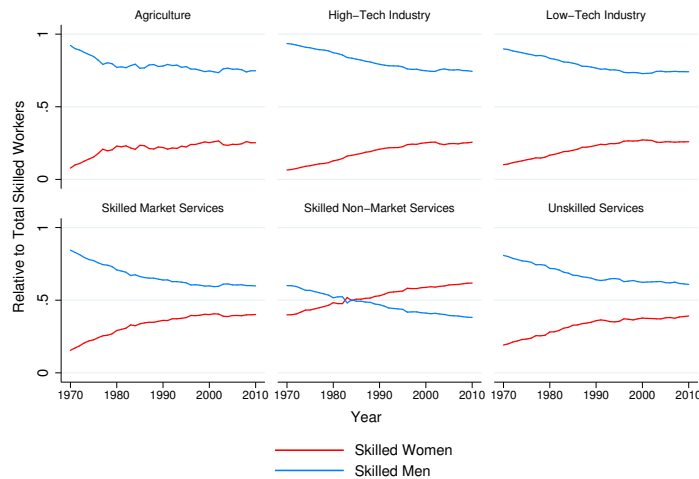 Agriculture
High−Tech Industry
Low−Tech Industry
1
.5
0
Skilled Market Services
Skilled Non−Market Services
Unskilled Services
1
.5
0
Relative to Total Skilled Workers
1970 1980 1990 2000 2010
1970 1980 1990 2000 2010
1970 1980 1990 2000 2010
Year
Skilled Women
Skilled Men